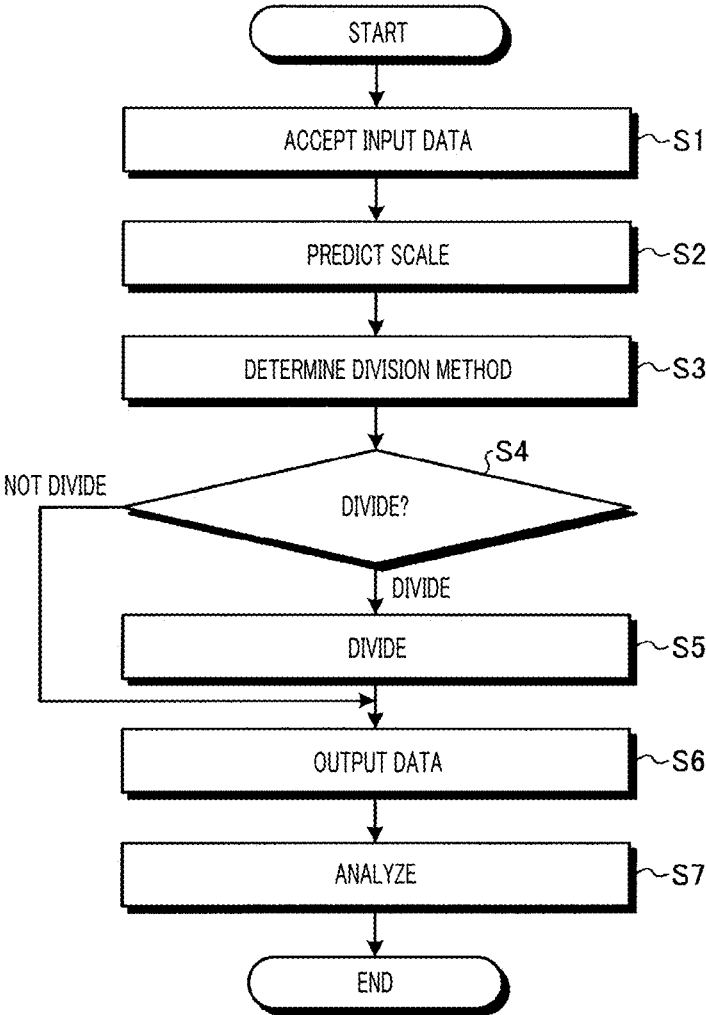 START
ACCEPT INPUT DATA
S1
PREDICT SCALE
S2
DETERMINE DIVISION METHOD
S3
S4
NOT DIVIDE
DIVIDE?
DIVIDE
DIVIDE
S5
OUTPUT DATA
S6
ANALYZE
S7
END